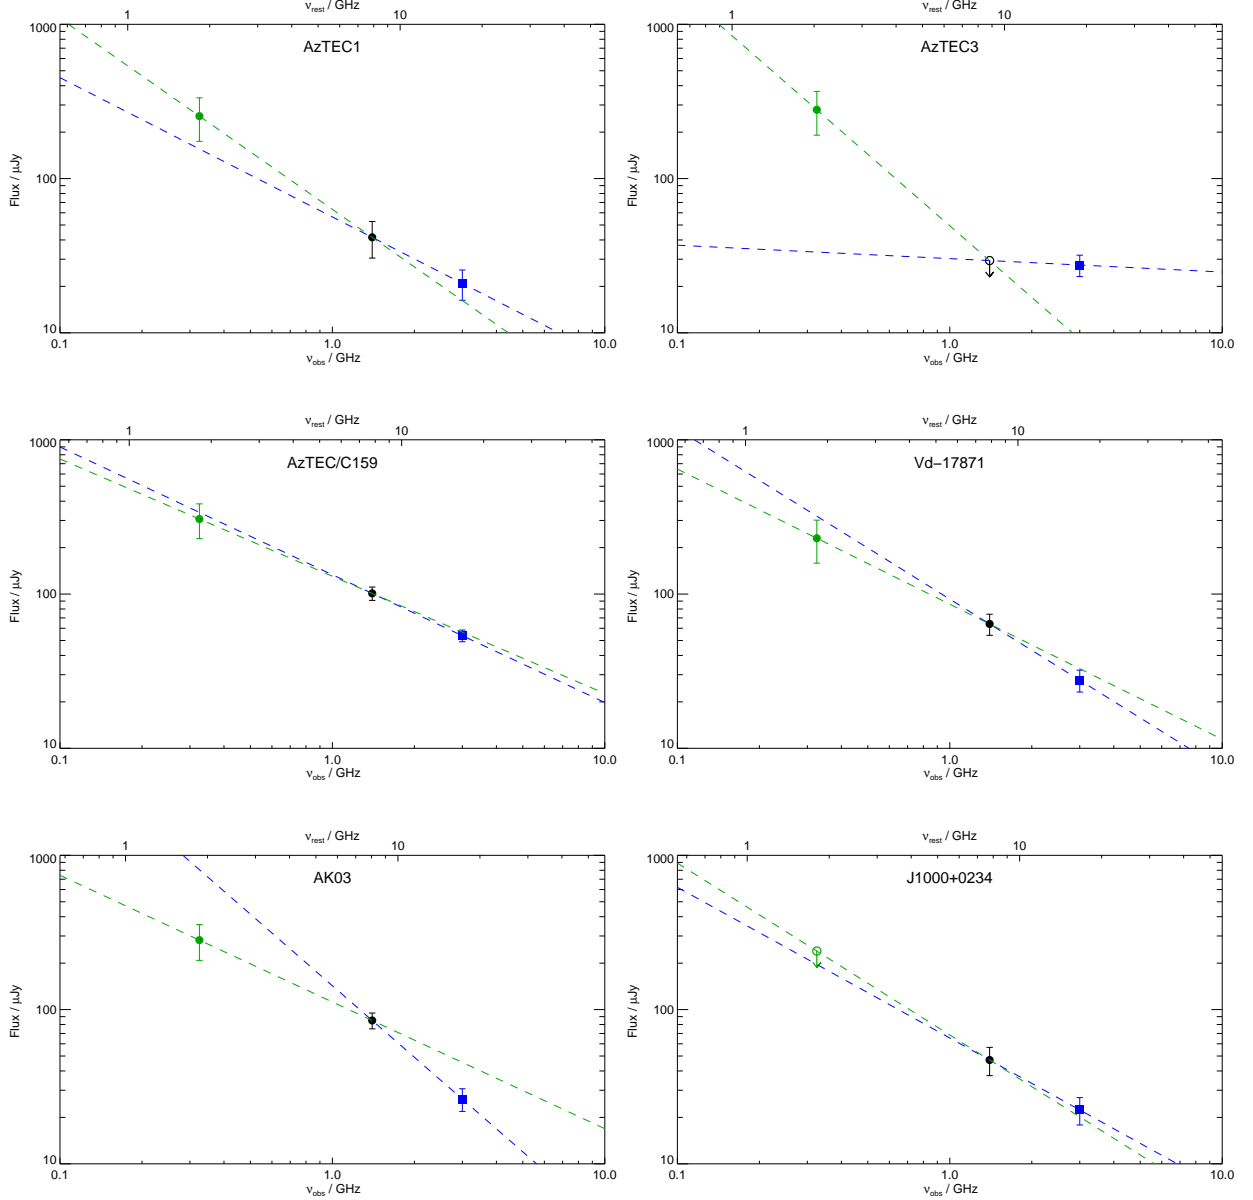 ν_rest / GHz ν_rest / GHz
1 10 1 10
1000 AzTEC1 1000 AzTEC3
100 100
Flux / μJy Flux / μJy
10 10
0.1 1.0 10.0 0.1 1.0 10.0
ν_obs / GHz ν_obs / GHz
ν_rest / GHz ν_rest / GHz
1 10 1 10
1000 AzTEC/C159 1000 Vd−17871
100 100
Flux / μJy Flux / μJy
10 10
0.1 1.0 10.0 0.1 1.0 10.0
ν_obs / GHz ν_obs / GHz
ν_rest / GHz ν_rest / GHz
1 10 1 10
1000 AK03 1000 J1000+0234
100 100
Flux / μJy Flux / μJy
10 10
0.1 1.0 10.0 0.1 1.0 10.0
ν_obs / GHz ν_obs / GHz